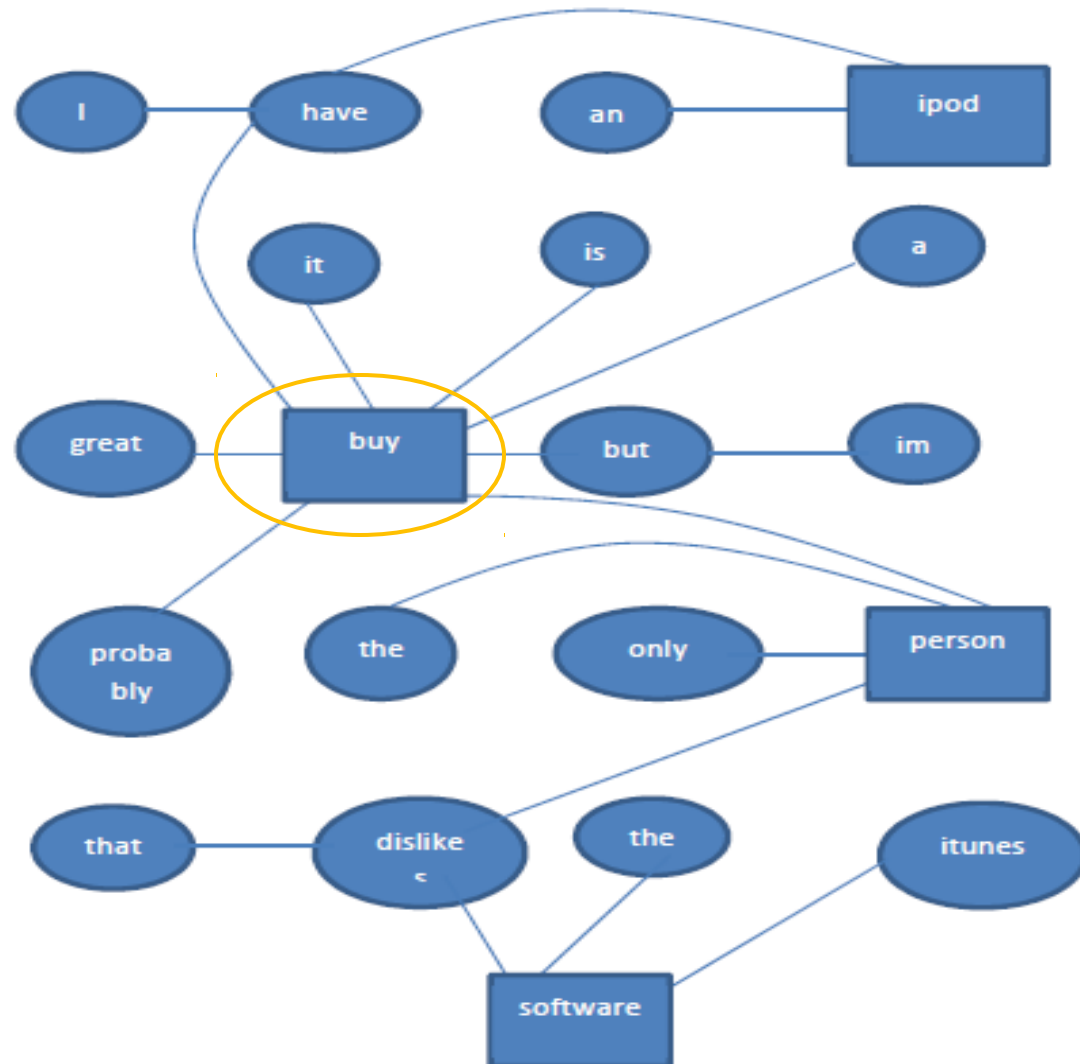 I have an ipod
it is a
great buy but im
proba
bly
the only person
that
dislike
s
the itunes
software